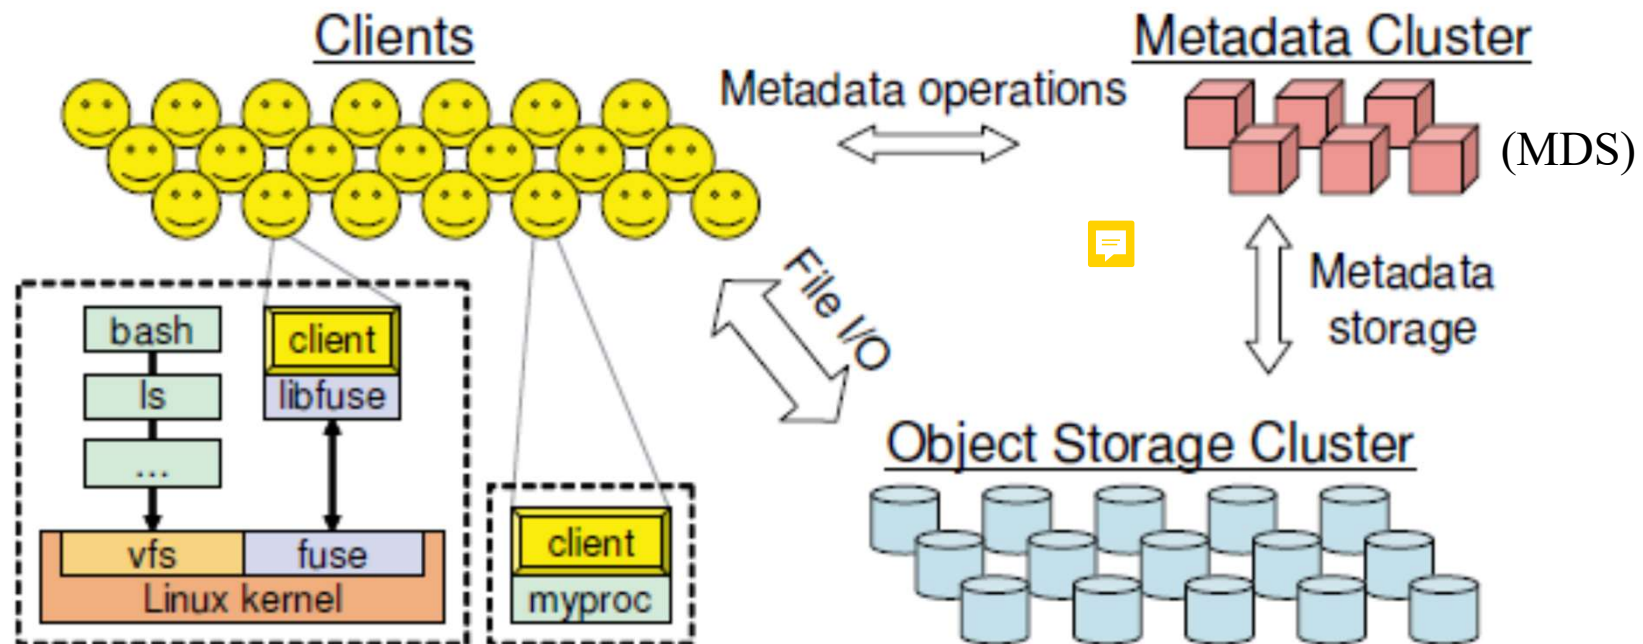 Clients
Metadata Cluster
Metadata operations
(MDS)
File I/O
Metadata
storage
bash
client
ls
libfuse
...
Object Storage Cluster
vfs
fuse
client
Linux kernel
myproc